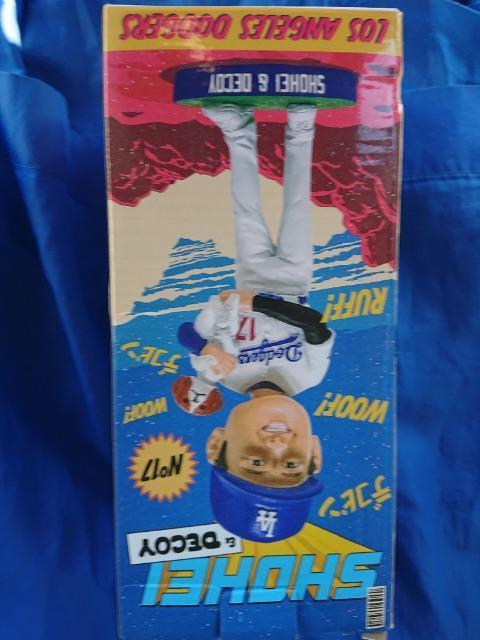 SHOHEI
& DECOY
No17
デコピン
WOOF!
WOOF!
デコピン
RUFF!
LA
Dodgers
17
SHOHEI & DECOY
LOS ANGELES DODGERS